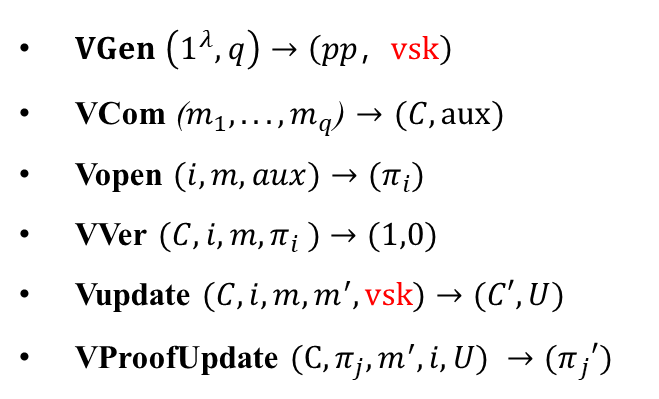 • VGen (1^λ, q) → (pp, vsk)
• VCom (m₁,...,m_q) → (C, aux)
• Vopen (i, m, aux) → (π_i)
• VVer (C, i, m, π_i ) → (1,0)
• Vupdate (C, i, m, m′, vsk) → (C′, U)
• VProofUpdate (C, π_j, m′, i, U) → (π_j′)